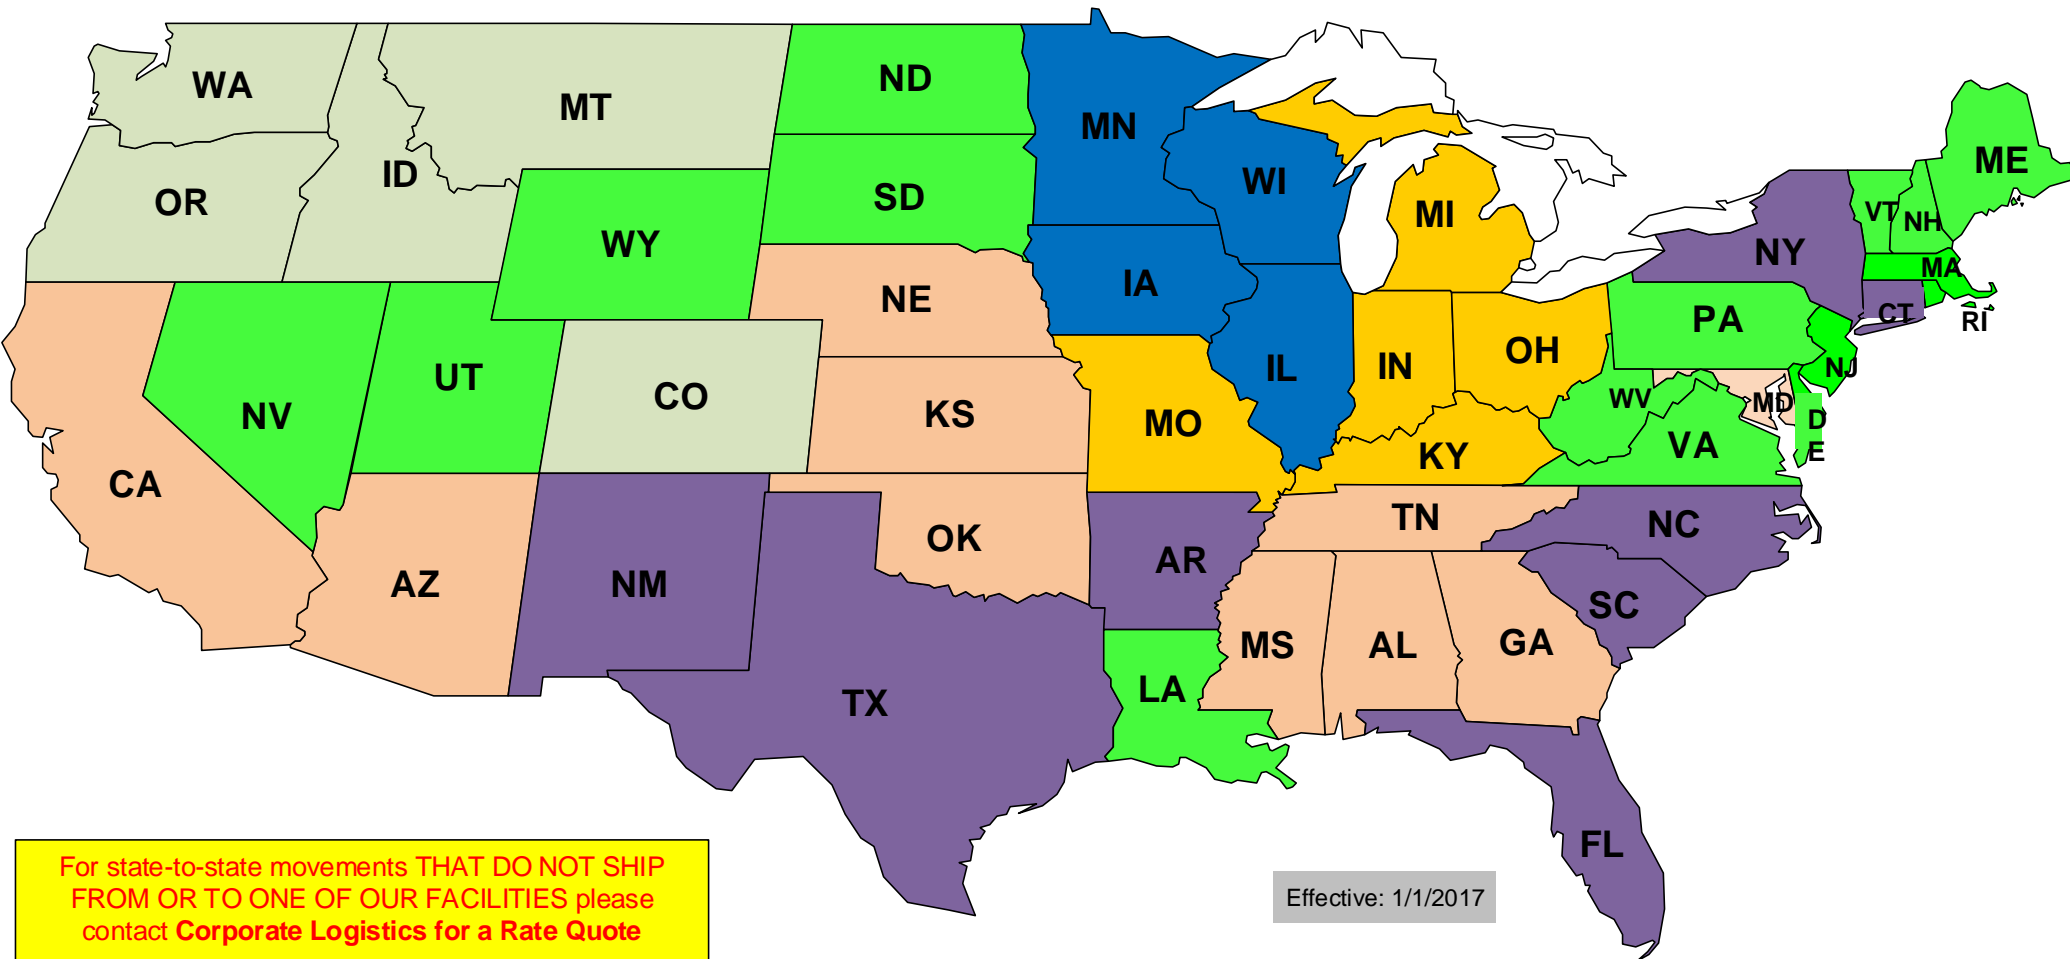 WA
MT
ND
MN
OR
ID
SD
WI
MI
ME
VT
NH
WY
NY
MA
NE
IA
CT
RI
PA
UT
CO
KS
IL
IN
OH
NJ
NV
MO
WV
MD
D
E
CA
KY
VA
AZ
NM
OK
AR
TN
NC
SC
TX
LA
MS
AL
GA
FL
For state-to-state movements THAT DO NOT SHIP
FROM OR TO ONE OF OUR FACILITIES please
contact Corporate Logistics for a Rate Quote
Effective: 1/1/2017